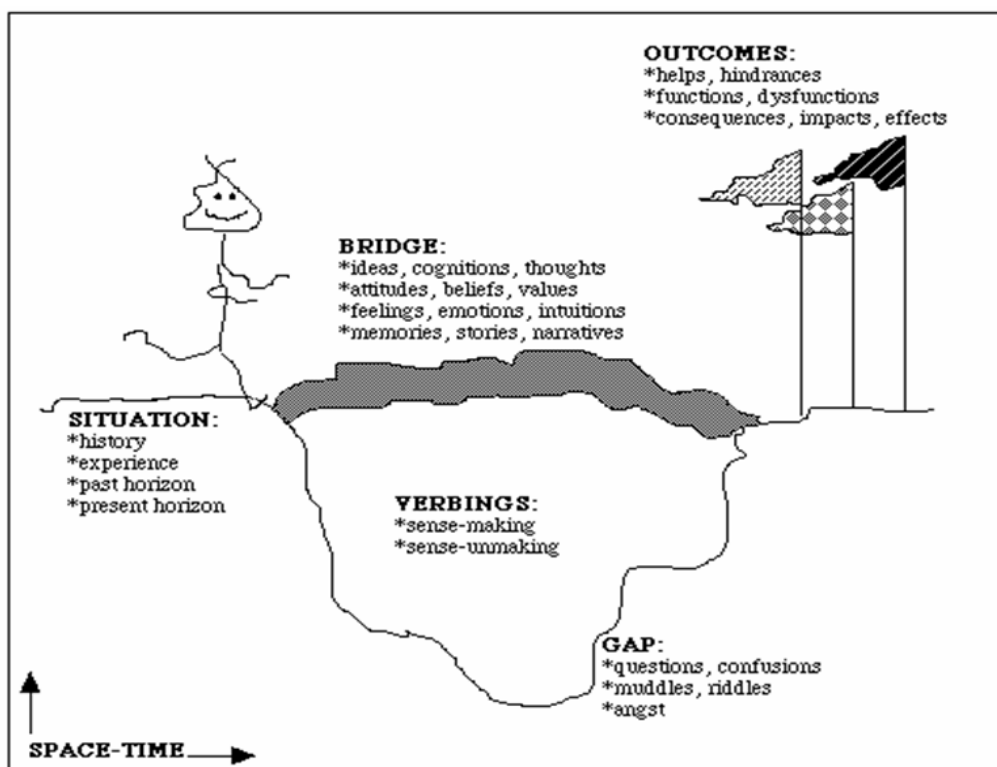 OUTCOMES:
*helps, hindrances
*functions, dysfunctions
*consequences, impacts, effects
BRIDGE:
*ideas, cognitions, thoughts
*attitudes, beliefs, values
*feelings, emotions, intuitions
*memories, stories, narratives
SITUATION:
*history
*experience
*past horizon
*present horizon
VERBINGS:
*sense-making
*sense-unmaking
GAP:
*questions, confusions
*muddles, riddles
*angst
SPACE-TIME